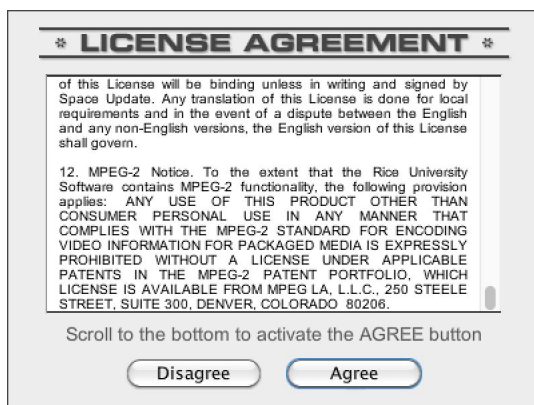 * LICENSE AGREEMENT *
of this License will be binding unless in writing and signed by
Space Update. Any translation of this License is done for local
requirements and in the event of a dispute between the English
and any non-English versions, the English version of this License
shall govern.
12. MPEG-2 Notice. To the extent that the Rice University
Software contains MPEG-2 functionality, the following provision
applies: ANY USE OF THIS PRODUCT OTHER THAN
CONSUMER PERSONAL USE IN ANY MANNER THAT
COMPLIES WITH THE MPEG-2 STANDARD FOR ENCODING
VIDEO INFORMATION FOR PACKAGED MEDIA IS EXPRESSLY
PROHIBITED WITHOUT A LICENSE UNDER APPLICABLE
PATENTS IN THE MPEG-2 PATENT PORTFOLIO, WHICH
LICENSE IS AVAILABLE FROM MPEG LA, L.L.C., 250 STEELE
STREET, SUITE 300, DENVER, COLORADO 80206.
Scroll to the bottom to activate the AGREE button
Disagree Agree